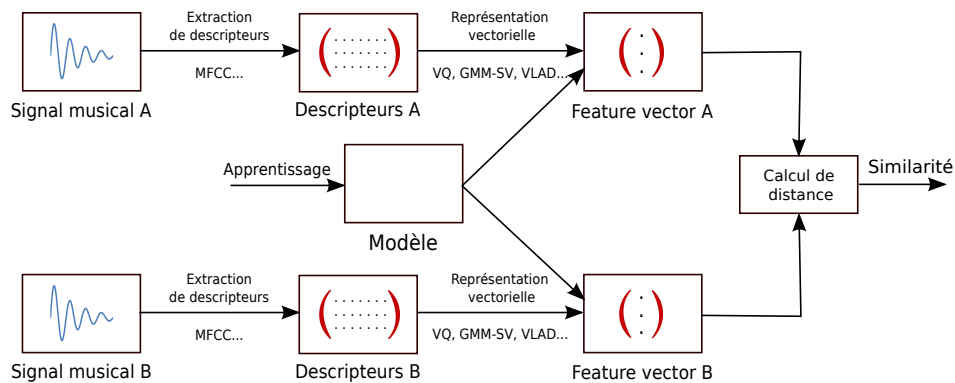 Extraction
de descripteurs
MFCC...
Représentation
vectorielle
VQ, GMM-SV, VLAD...
Signal musical A
Descripteurs A
Feature vector A
Apprentissage
Modèle
Calcul de
distance
Similarité
Extraction
de descripteurs
MFCC...
Représentation
vectorielle
VQ, GMM-SV, VLAD...
Signal musical B
Descripteurs B
Feature vector B